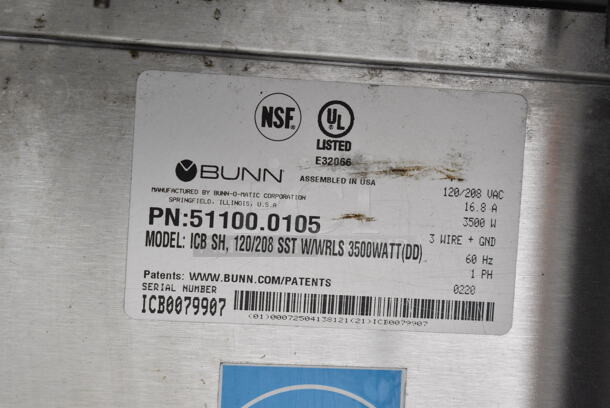 NSF®
UL
LISTED
E32066
BUNN®
ASSEMBLED IN USA
MANUFACTURED BY BUNN-O-MATIC CORPORATION
SPRINGFIELD, ILLINOIS, U.S.A
PN:51100.0105
MODEL: ICB SH, 120/208 SST W/WRLS 3500WATT(DD)
120/208 VAC
16.8 A
3500 W
3 WIRE + GND
60 Hz
1 PH
Patents: WWW.BUNN.COM/PATENTS
0220
SERIAL NUMBER
ICB0079907
(01)00072504138121(21)ICB0079907